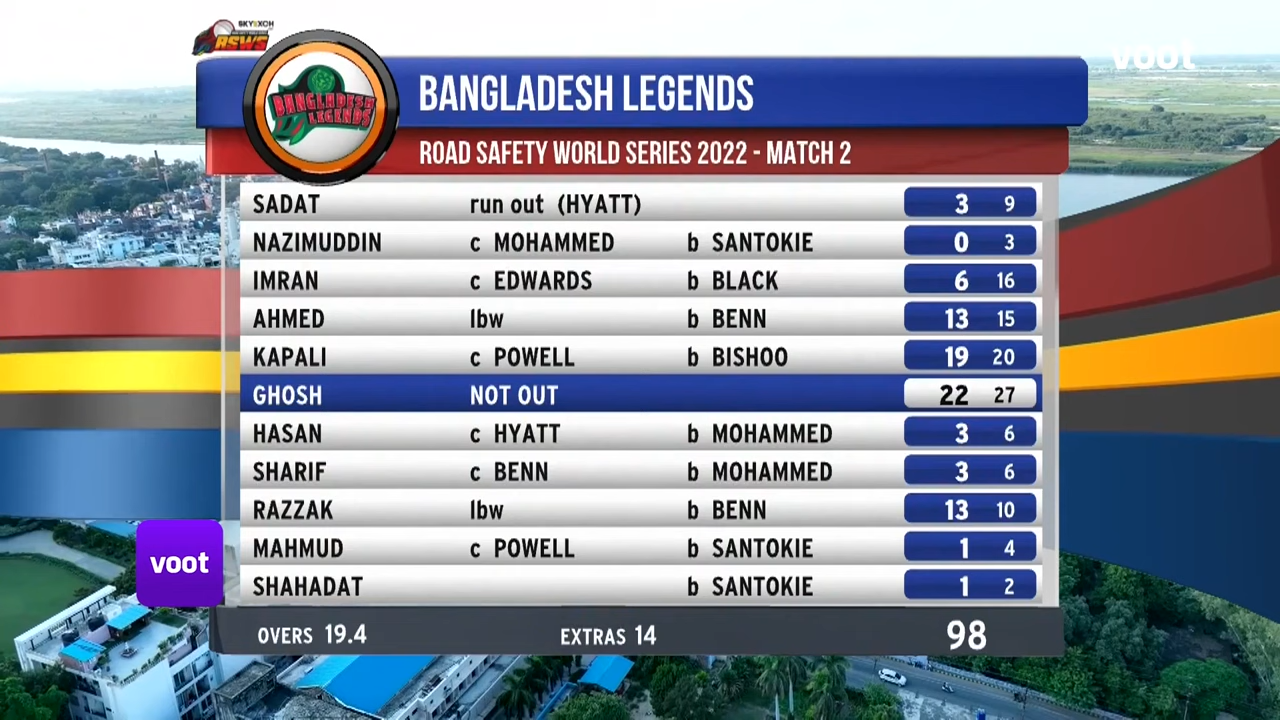 SKYEXCH
RSWS
voot
BANGLADESH LEGENDS
BANGLADESH LEGENDS
ROAD SAFETY WORLD SERIES 2022 - MATCH 2
SADAT run out (HYATT) 3 9
NAZIMUDDIN c MOHAMMED b SANTOKIE 0 3
IMRAN c EDWARDS b BLACK 6 16
AHMED lbw b BENN 13 15
KAPALI c POWELL b BISHOO 19 20
GHOSH NOT OUT 22 27
HASAN c HYATT b MOHAMMED 3 6
SHARIF c BENN b MOHAMMED 3 6
RAZZAK lbw b BENN 13 10
MAHMUD c POWELL b SANTOKIE 1 4
SHAHADAT b SANTOKIE 1 2
voot
OVERS 19.4 EXTRAS 14 98